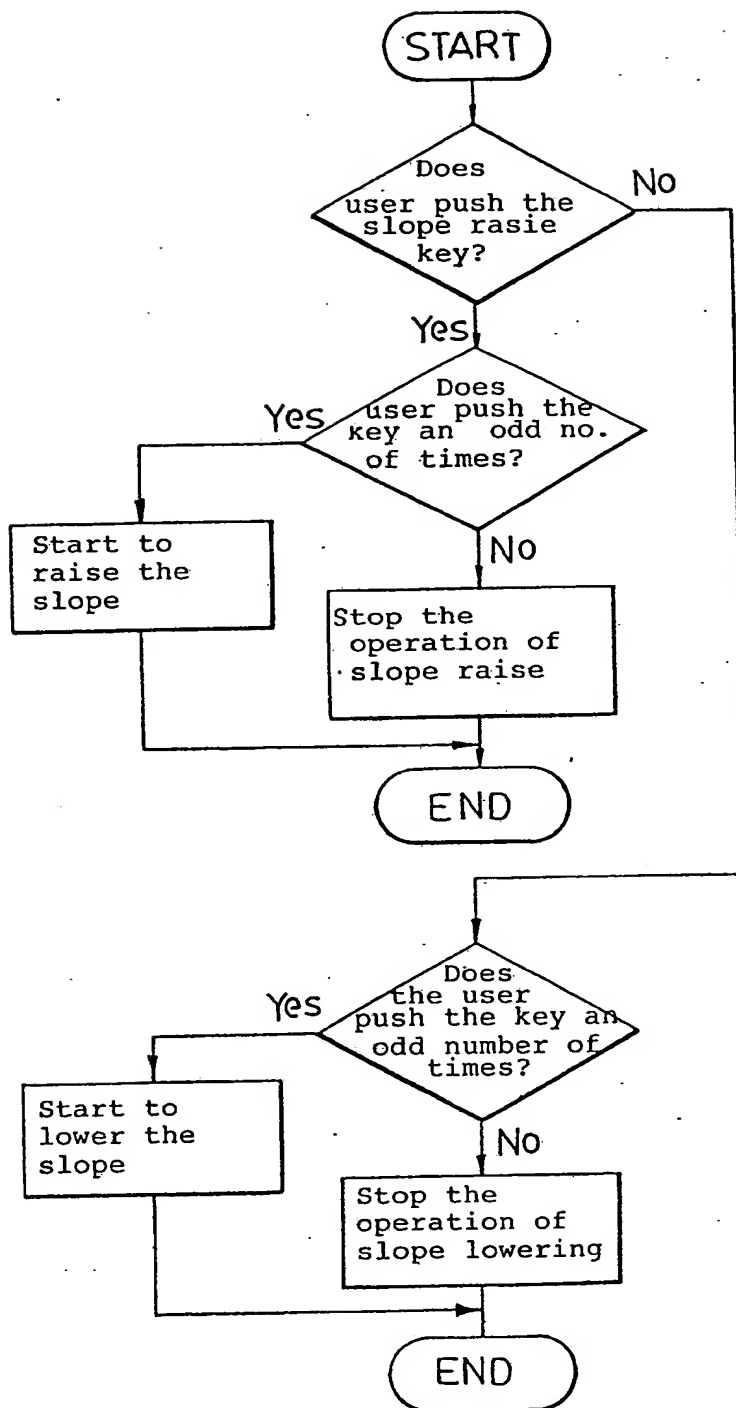 START
Does
user push the
slope rasie
key?
No
Yes
Does
user push the
key an odd no.
of times?
Yes
No
Start to
raise the
slope
Stop the
operation of
slope raise
END
Does
the user
push the key an
odd number of
times?
Yes
No
Start to
lower the
slope
Stop the
operation of
slope lowering
END